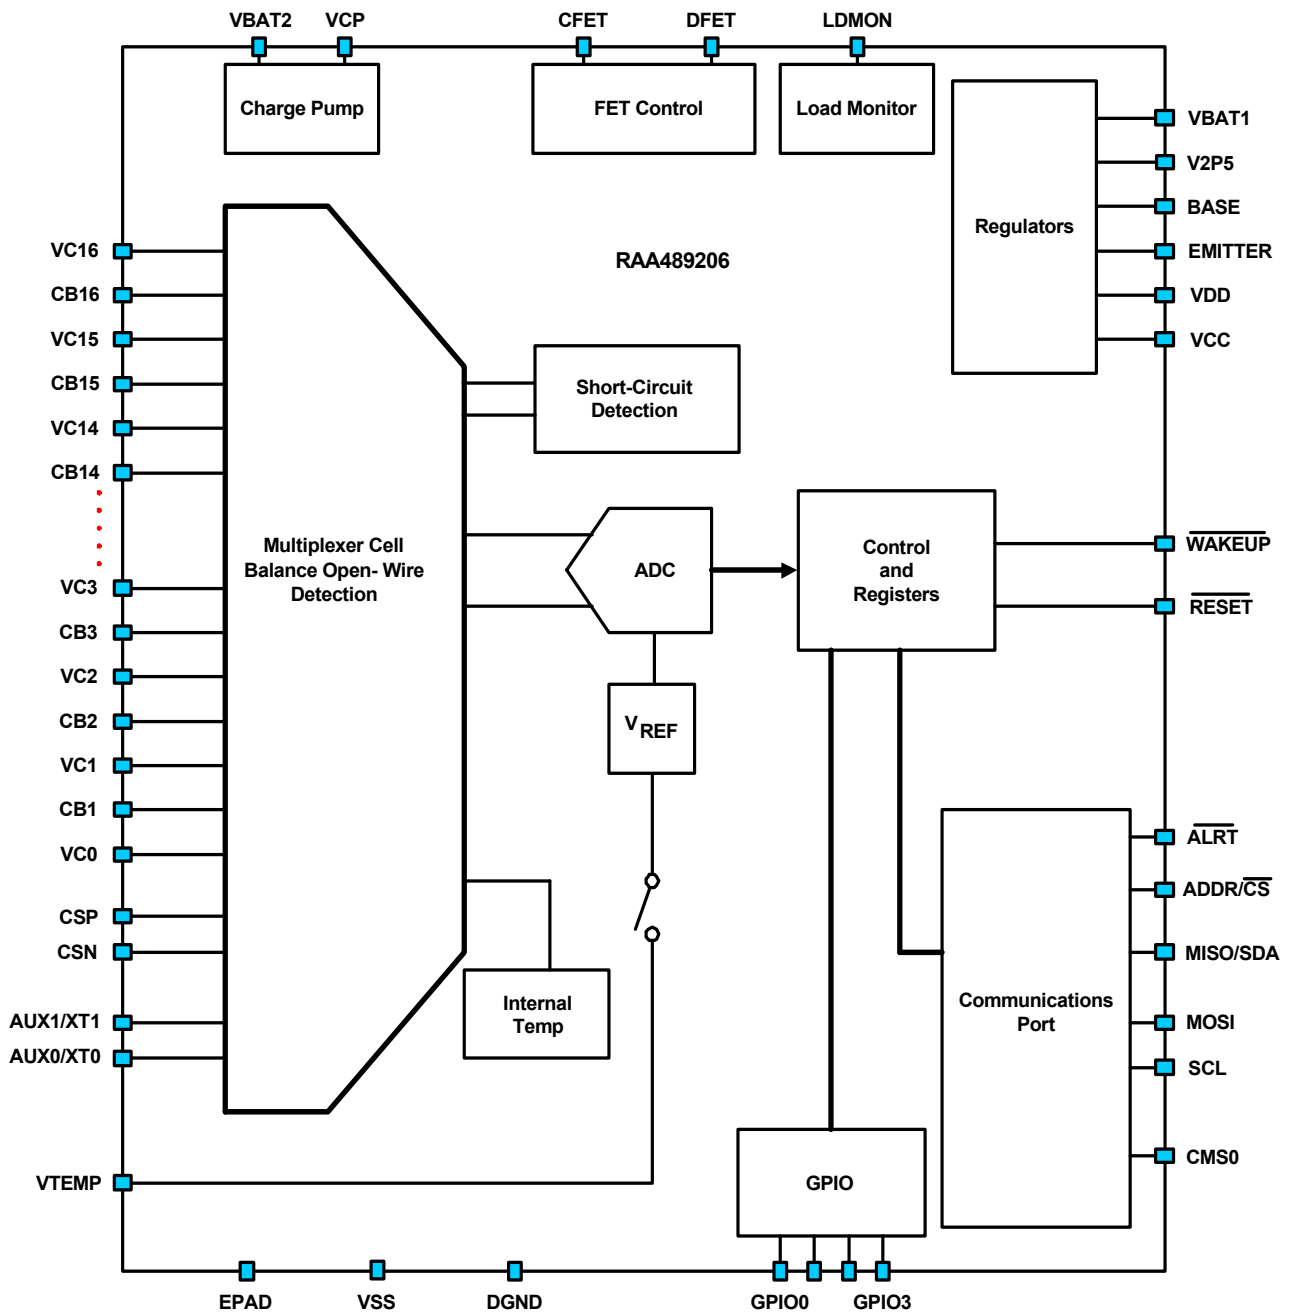 VBAT2 VCP CFET DFET LDMON
Charge Pump
FET Control
Load Monitor
VBAT1
V2P5
BASE
EMITTER
VDD
VCC
Regulators
RAA489206
VC16
CB16
VC15
CB15
VC14
CB14
VC3
CB3
VC2
CB2
VC1
CB1
VC0
CSP
CSN
AUX1/XT1
AUX0/XT0
VTEMP
Multiplexer Cell
Balance Open- Wire
Detection
Short-Circuit
Detection
ADC
VREF
Internal
Temp
Control
and
Registers
WAKEUP
RESET
Communications
Port
ALRT
ADDR/CS
MISO/SDA
MOSI
SCL
CMS0
GPIO
EPAD VSS DGND GPIO0 GPIO3